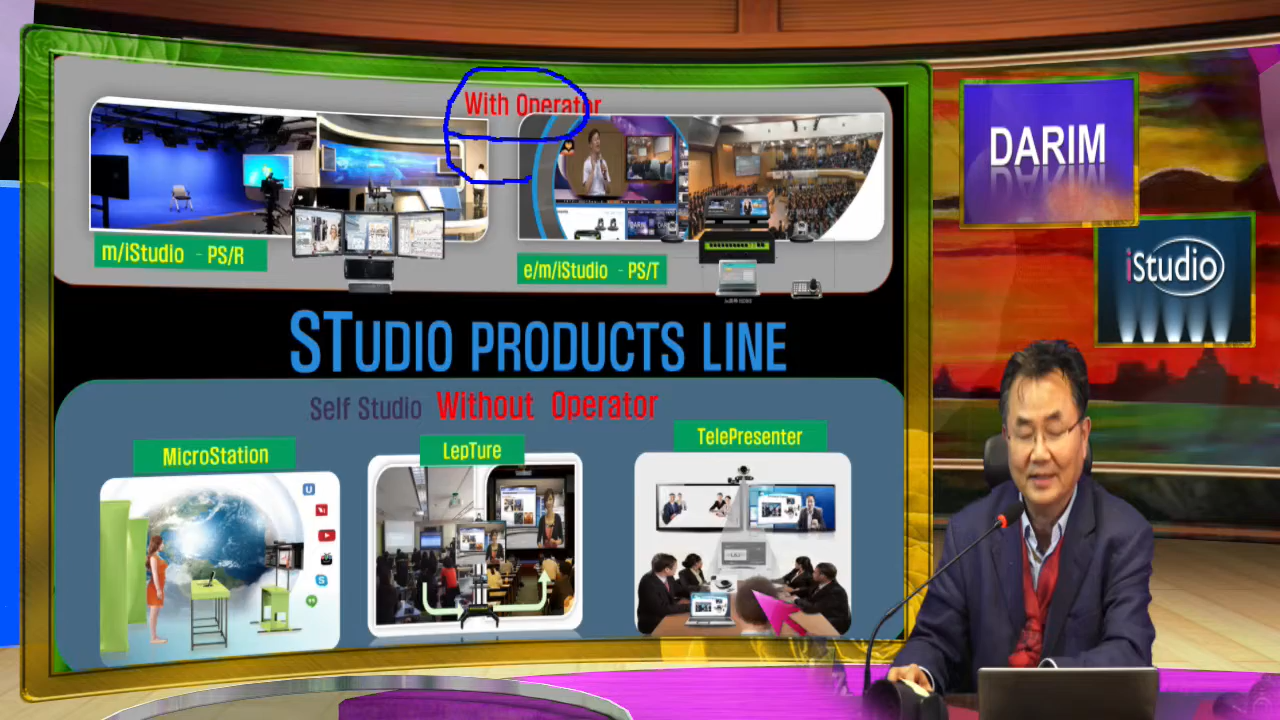 With Operator
m/iStudio - PS/R
e/m/iStudio - PS/T
STUDIO PRODUCTS LINE
Self Studio Without Operator
MicroStation
LepTure
TelePresenter
DARIM
iStudio